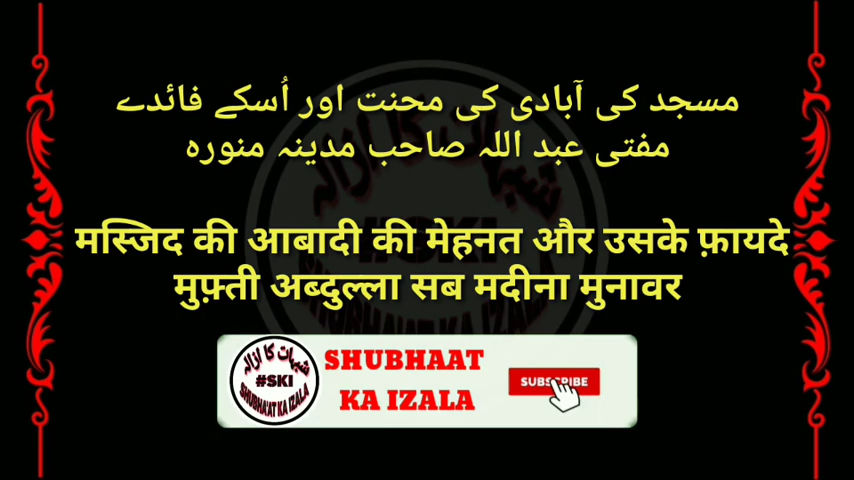 مسجد کی آبادی کی محنت اور اُسکے فائدے
مفتی عبد اللہ صاحب مدینہ منورہ
मस्जिद की आबादी की मेहनत और उसके फ़ायदे
मुफ़्ती अब्दुल्ला सब मदीना मुनावर
شبہات کا ازالہ
#SKI
SHUBHAAT KA IZALA
SHUBHAAT
KA IZALA
SUBSCRIBE